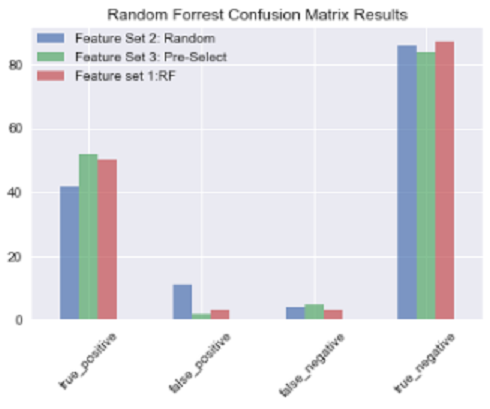 Random Forrest Confusion Matrix Results
Feature Set 2: Random
Feature Set 3: Pre-Select
Feature set 1:RF
80
60
40
20
0
true_positive
false_positive
false_negative
true_negative